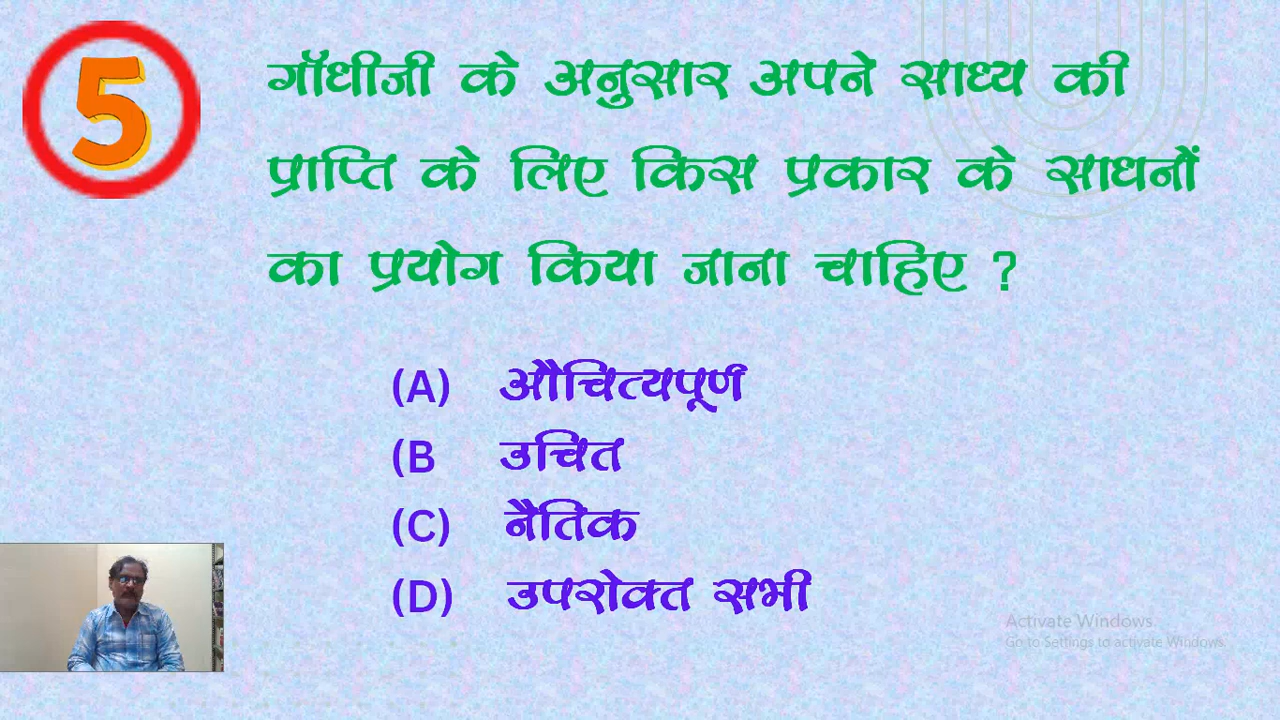 5
गॉधीजी के अनुसार अपने साध्य की
प्राप्ति के लिए किस प्रकार के साधनों
का प्रयोग किया जाना चाहिए ?
(A) औचित्यपूर्ण
(B उचित
(C) नैतिक
(D) उपरोक्त सभी
Activate Windows
Go to Settings to activate Windows.